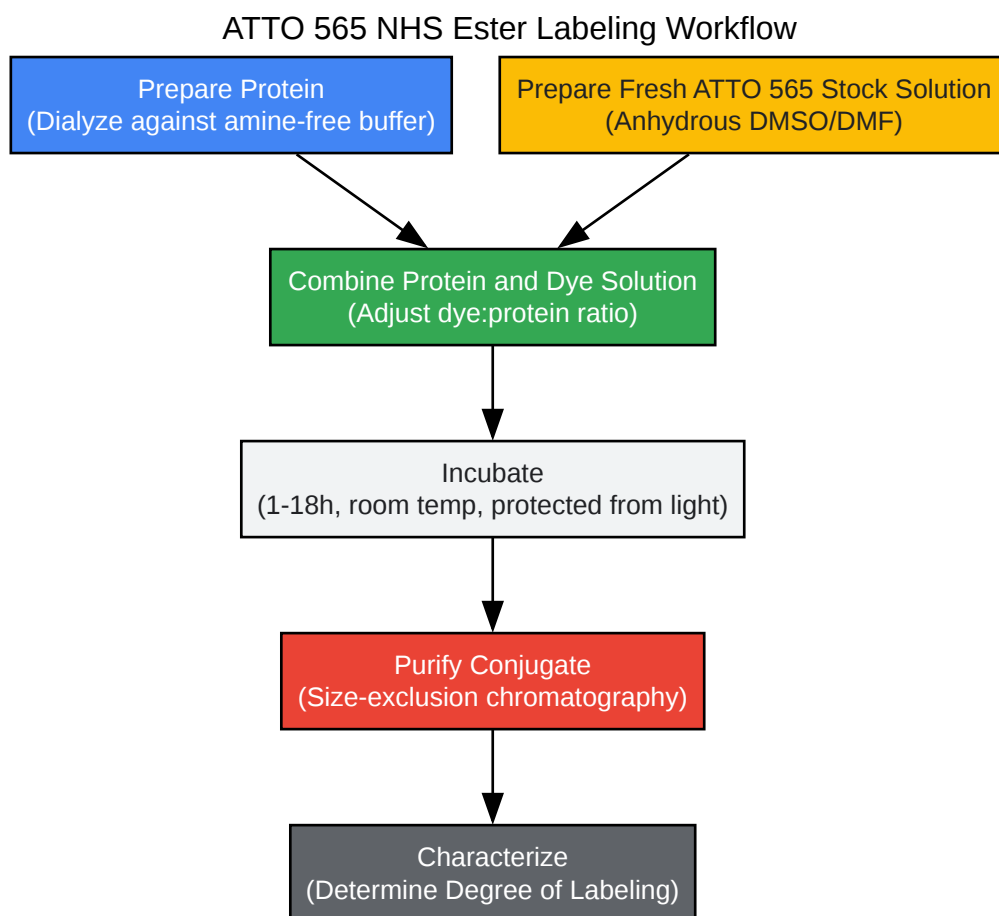 ATTO 565 NHS Ester Labeling Workflow
Prepare Protein
(Dialyze against amine-free buffer)
Prepare Fresh ATTO 565 Stock Solution
(Anhydrous DMSO/DMF)
Combine Protein and Dye Solution
(Adjust dye:protein ratio)
Incubate
(1-18h, room temp, protected from light)
Purify Conjugate
(Size-exclusion chromatography)
Characterize
(Determine Degree of Labeling)